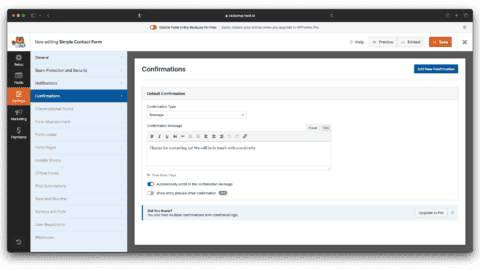 Enable Form Entry Backups for Free
Easily restore your entries when you upgrade to WPForms Pro.
Now editing Simple Contact Form
Help
Preview
Embed
Save
Setup
Fields
Settings
Marketing
Payments
General
Spam Protection and Security
Notifications
Confirmations
Conversational Forms
Form Abandonment
Form Locker
Form Pages
Google Sheets
Offline Forms
Post Submissions
Save and Resume
Surveys and Polls
User Registration
Webhooks
Confirmations
Add New Confirmation
Default Confirmation
Confirmation Type
Message
Confirmation Message
Visual
Text
Thanks for contacting us! We will be in touch with you shortly.
Show Smart Tags
Automatically scroll to the confirmation message
Show entry preview after confirmation
PRO
Did You Know?
You can have multiple confirmations with conditional logic.
Upgrade to Pro